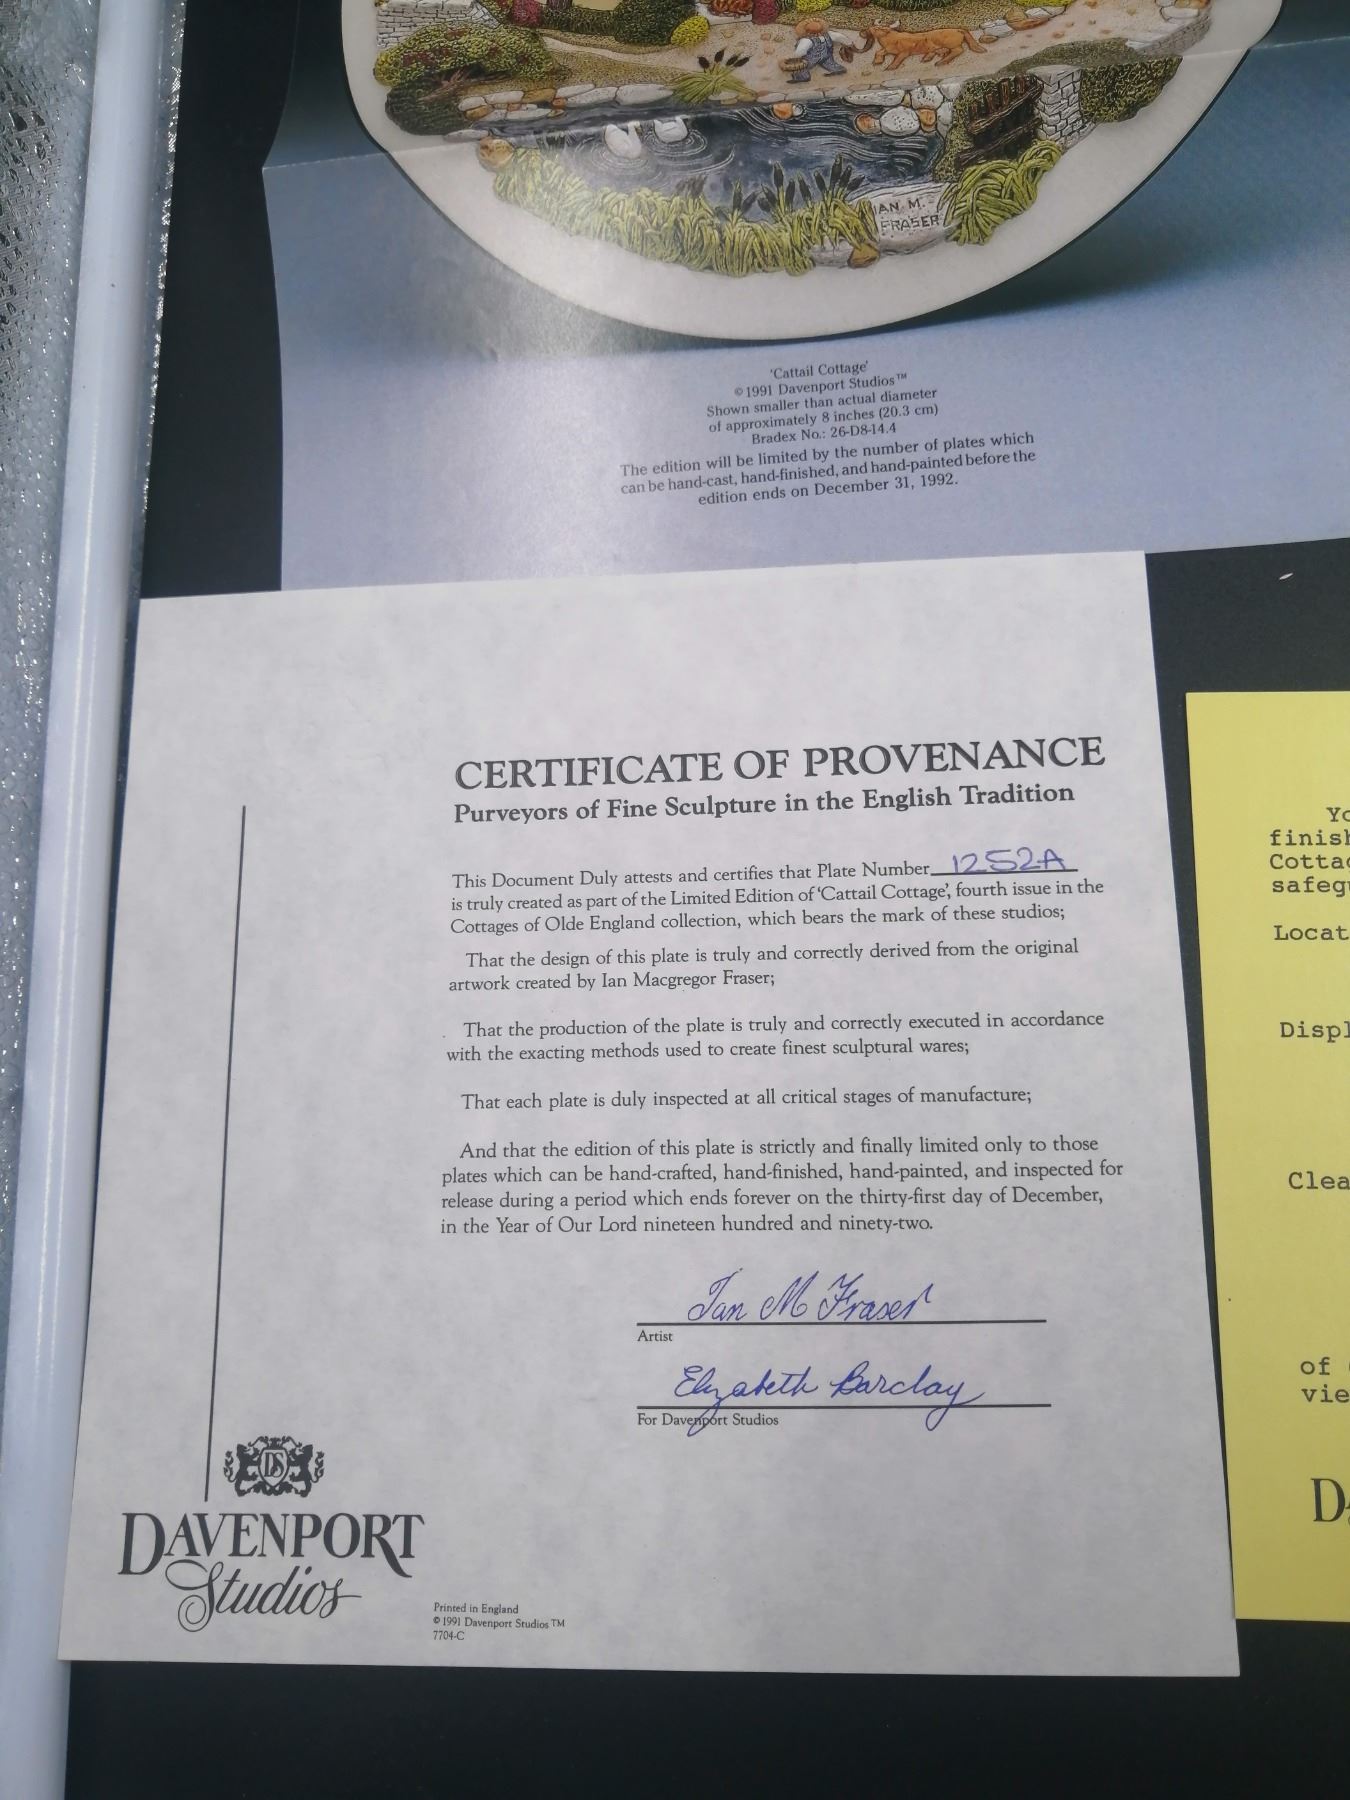 IAN M.
FRASER
'Cattail Cottage'
© 1991 Davenport Studios™
Shown smaller than actual diameter
of approximately 8 inches (20.3 cm)
Bradex No.: 26-D8-14.4
The edition will be limited by the number of plates which
can be hand-cast, hand-finished, and hand-painted before the
edition ends on December 31, 1992.
CERTIFICATE OF PROVENANCE
Purveyors of Fine Sculpture in the English Tradition
This Document Duly attests and certifies that Plate Number 1252A
is truly created as part of the Limited Edition of 'Cattail Cottage', fourth issue in the
Cottages of Olde England collection, which bears the mark of these studios;
That the design of this plate is truly and correctly derived from the original
artwork created by Ian Macgregor Fraser;
That the production of the plate is truly and correctly executed in accordance
with the exacting methods used to create finest sculptural wares;
That each plate is duly inspected at all critical stages of manufacture;
And that the edition of this plate is strictly and finally limited only to those
plates which can be hand-crafted, hand-finished, hand-painted, and inspected for
release during a period which ends forever on the thirty-first day of December,
in the Year of Our Lord nineteen hundred and ninety-two.
Ian M Fraser
Artist
Elizabeth Barclay
For Davenport Studios
DS
DAVENPORT
Studios
Printed in England
© 1991 Davenport Studios TM
7704-C
Yo
finish
Cottag
safegu
Locat
Displ
Clea
of
vie
D